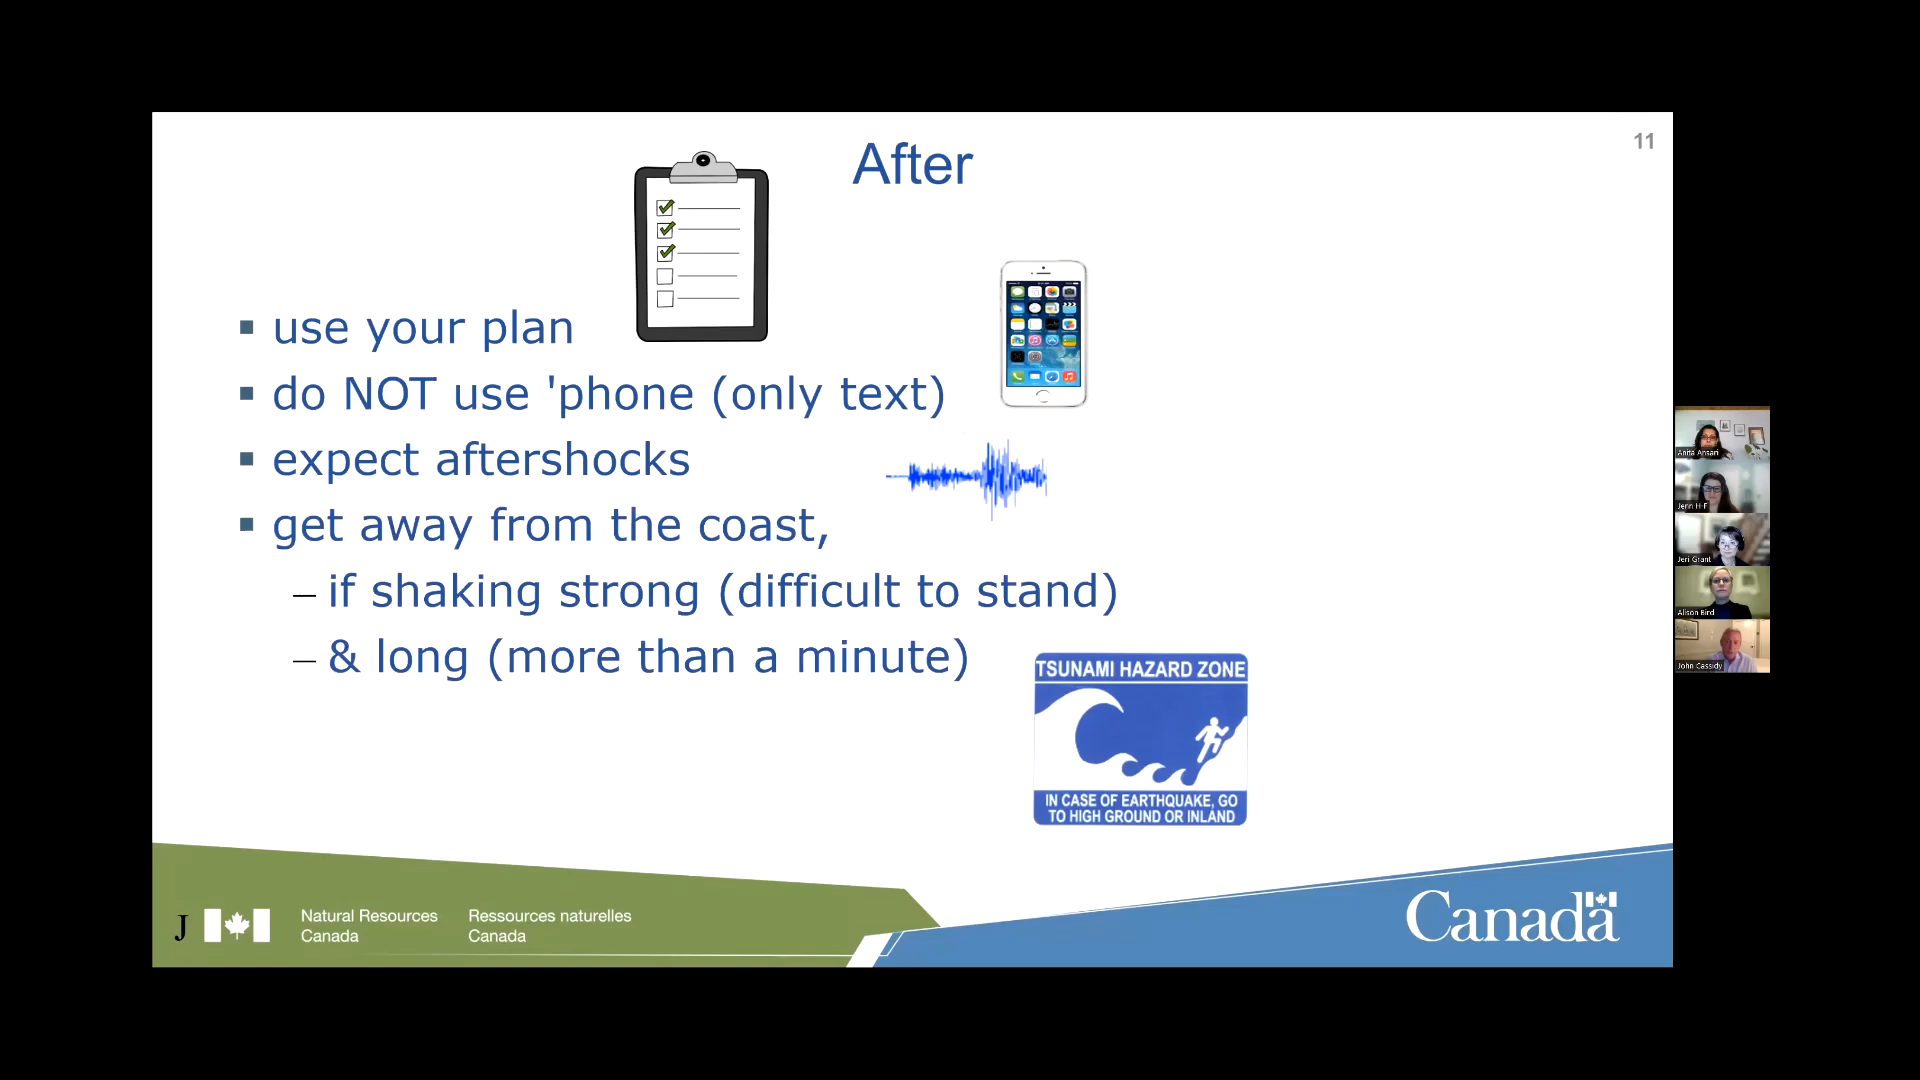 11
After
use your plan
do NOT use 'phone (only text)
expect aftershocks
get away from the coast,
– if shaking strong (difficult to stand)
– & long (more than a minute)
TSUNAMI HAZARD ZONE
IN CASE OF EARTHQUAKE, GO
TO HIGH GROUND OR INLAND
J
Natural Resources
Canada
Ressources naturelles
Canada
Canada
Anita Ansari
Jenn H-F
Jeri Grant
Alison Bird
John Cassidy